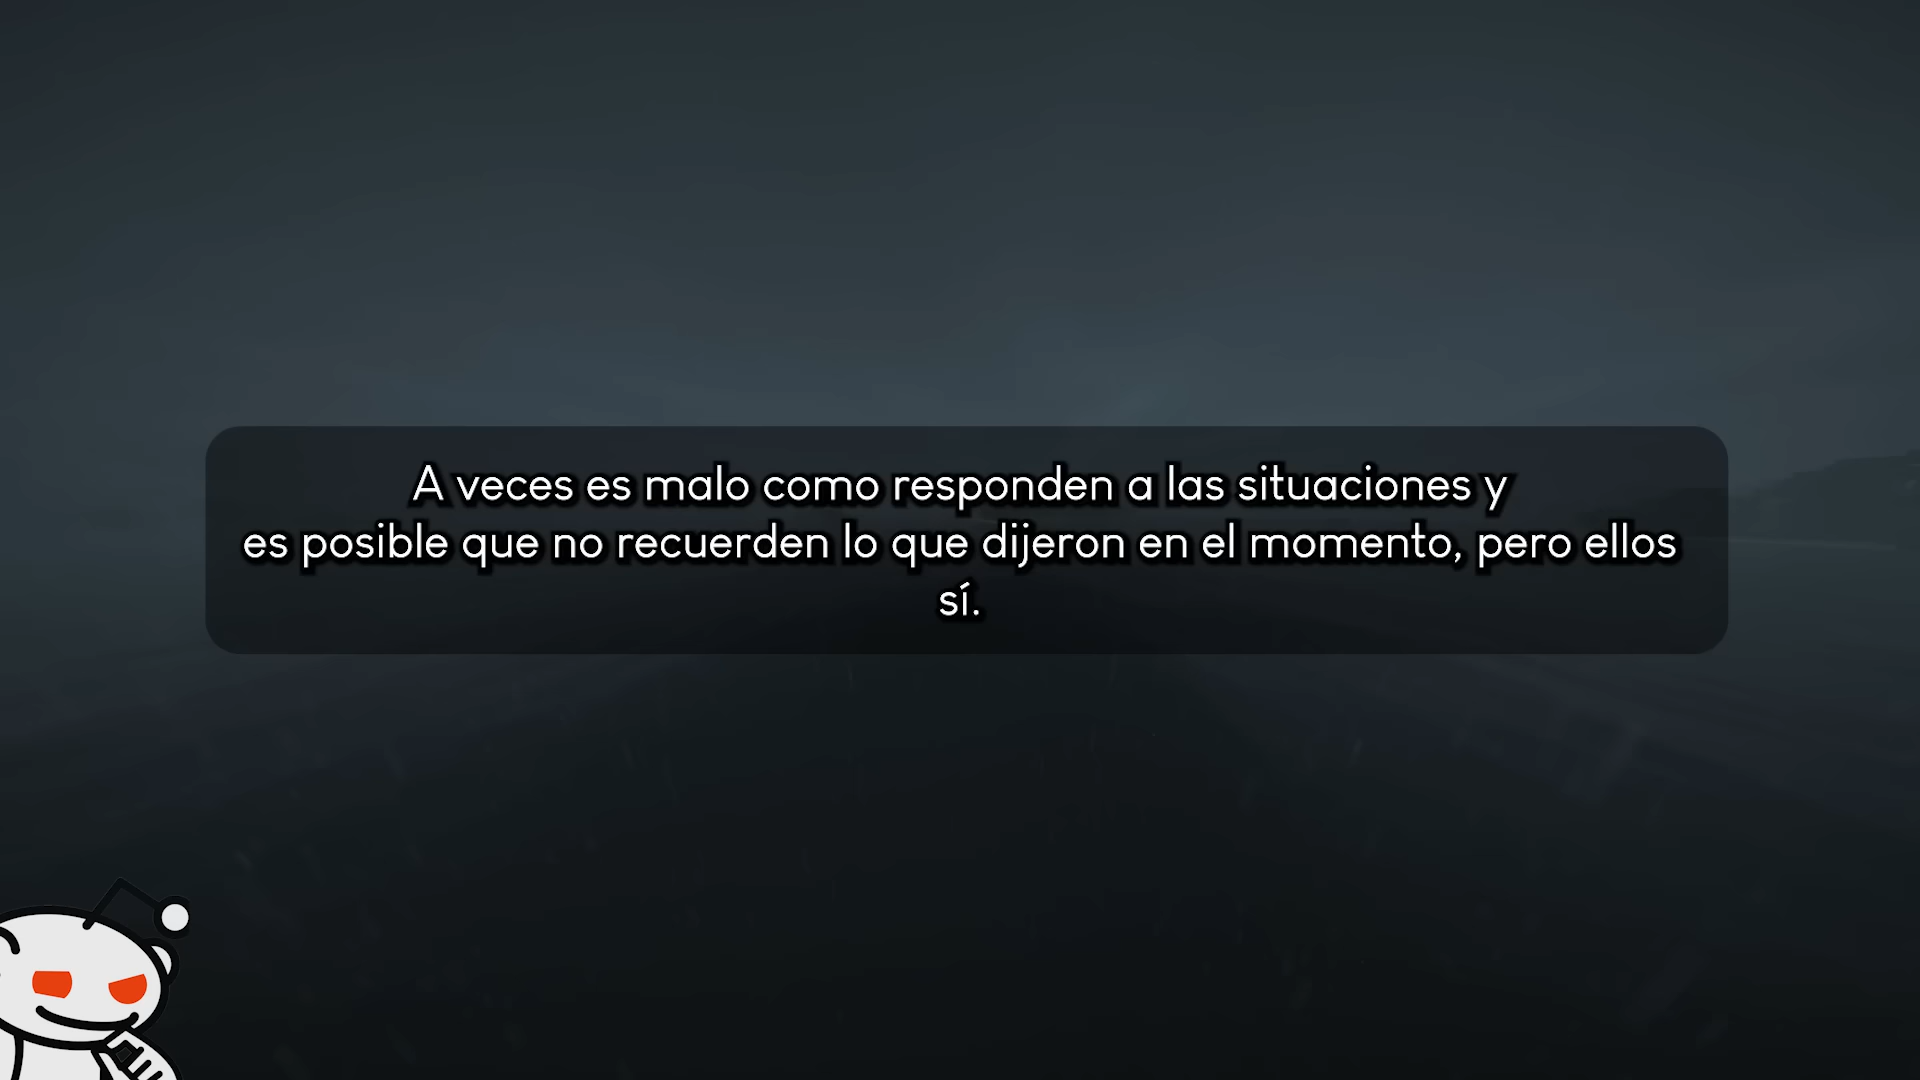 A veces es malo como responden a las situaciones y
es posible que no recuerden lo que dijeron en el momento, pero ellos
sí.